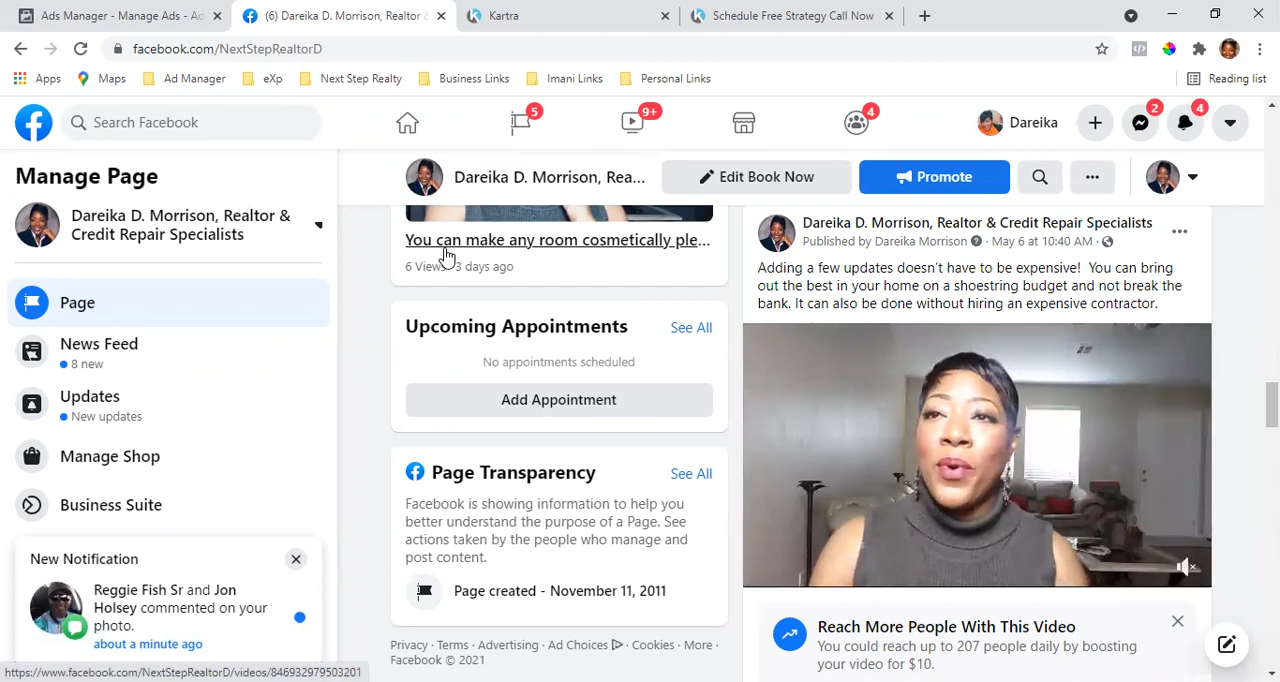 Ads Manager - Manage Ads - Ad
(6) Dareika D. Morrison, Realtor &
Kartra
Schedule Free Strategy Call Now
facebook.com/NextStepRealtorD
Apps
Maps
Ad Manager
eXp
Next Step Realty
Business Links
Imani Links
Personal Links
Reading list
Search Facebook
5
9+
4
Dareika
2
4
Manage Page
Dareika D. Morrison, Realtor &
Credit Repair Specialists
Page
News Feed
8 new
Updates
New updates
Manage Shop
Business Suite
New Notification
Reggie Fish Sr and Jon
Holsey commented on your
photo.
about a minute ago
https://www.facebook.com/NextStepRealtorD/videos/846932979503201
Dareika D. Morrison, Rea...
Edit Book Now
Promote
You can make any room cosmetically ple...
6 Views 3 days ago
Upcoming Appointments
See All
No appointments scheduled
Add Appointment
Page Transparency
See All
Facebook is showing information to help you
better understand the purpose of a Page. See
actions taken by the people who manage and
post content.
Page created - November 11, 2011
Privacy · Terms · Advertising · Ad Choices · Cookies · More ·
Facebook © 2021
Dareika D. Morrison, Realtor & Credit Repair Specialists
Published by Dareika Morrison · May 6 at 10:40 AM ·
Adding a few updates doesn't have to be expensive! You can bring
out the best in your home on a shoestring budget and not break the
bank. It can also be done without hiring an expensive contractor.
Reach More People With This Video
You could reach up to 207 people daily by boosting
your video for $10.